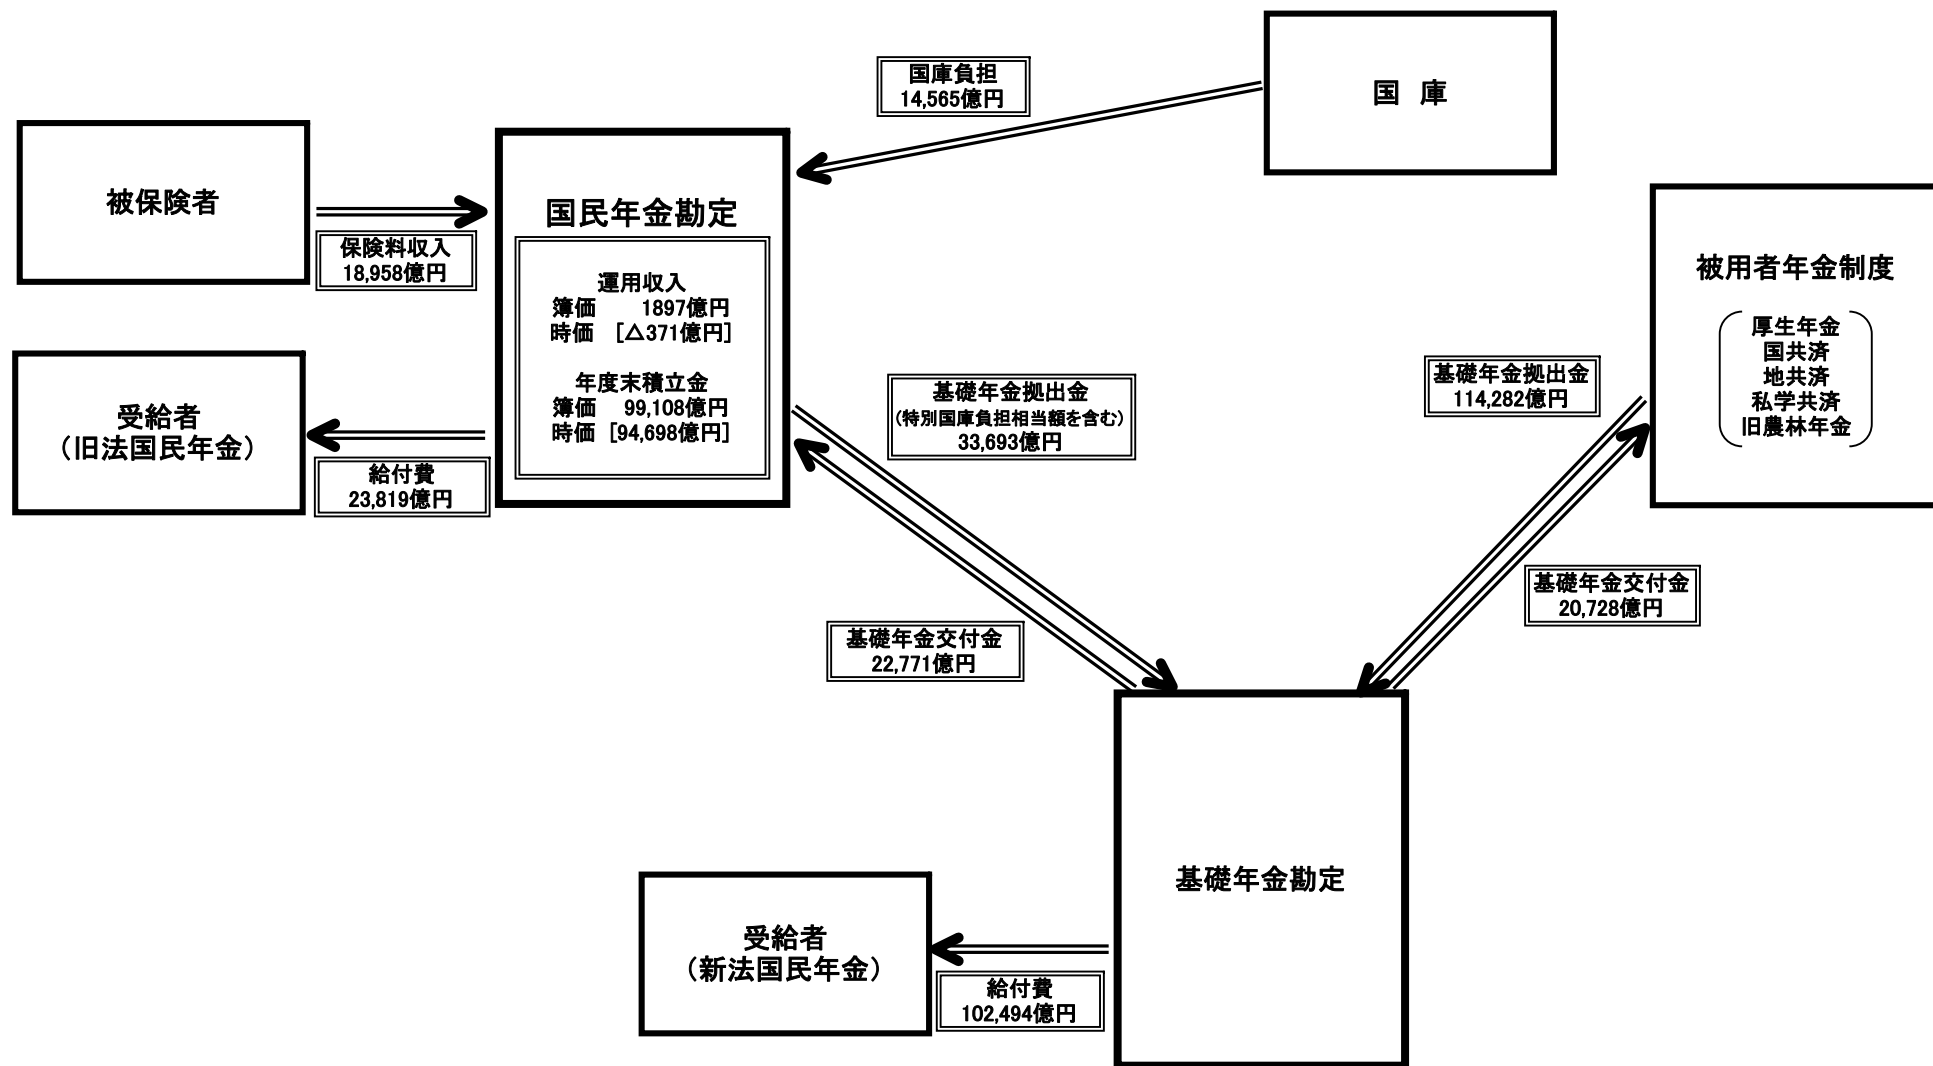 国庫負担
14,565億円
国 庫
被保険者
保険料収入
18,958億円
国民年金勘定
運用収入
簿価 1897億円
時価 [△371億円]
年度末積立金
簿価 99,108億円
時価 [94,698億円]
被用者年金制度
厚生年金
国共済
地共済
私学共済
旧農林年金
受給者
（旧法国民年金）
給付費
23,819億円
基礎年金拠出金
(特別国庫負担相当額を含む)
33,693億円
基礎年金拠出金
114,282億円
基礎年金交付金
22,771億円
基礎年金交付金
20,728億円
基礎年金勘定
受給者
（新法国民年金）
給付費
102,494億円